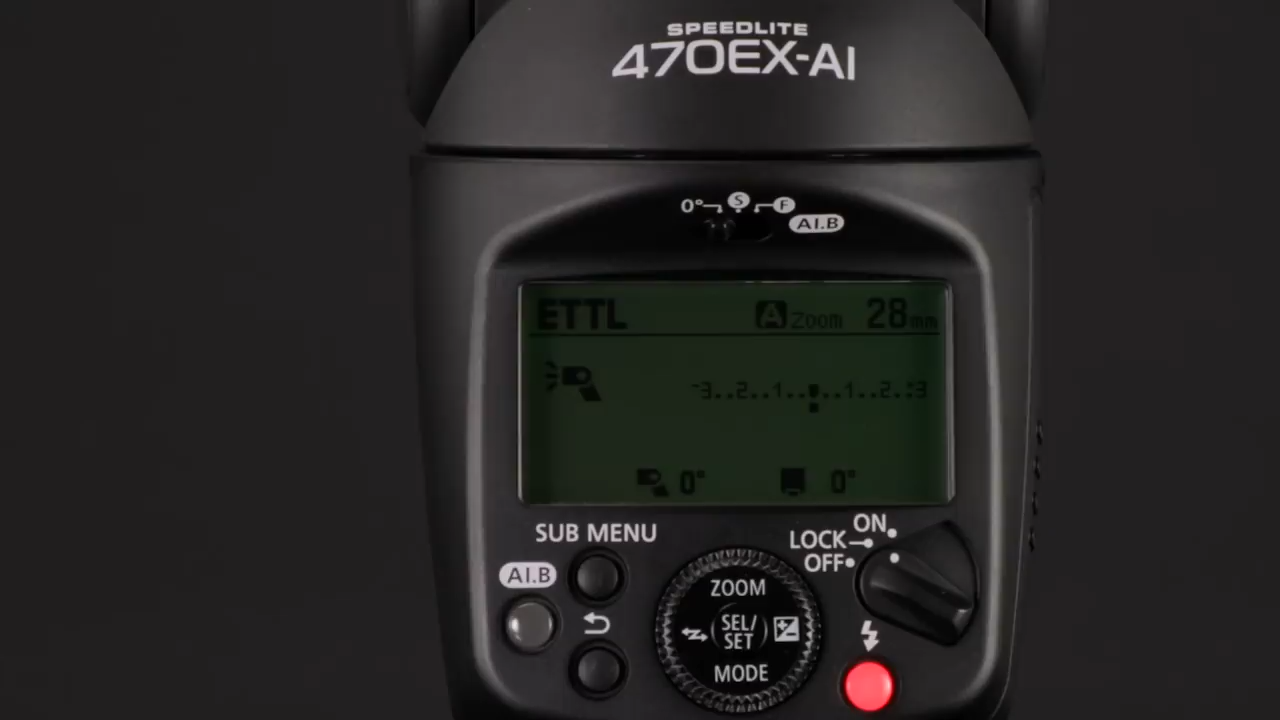 SPEEDLITE
470EX-AI
0° S F
AI.B
ETTL A Zoom 28mm
-3..2..1..0..1..2..+3
0° 0°
SUB MENU
ON
LOCK
OFF
AI.B
ZOOM
SEL/
SET
MODE